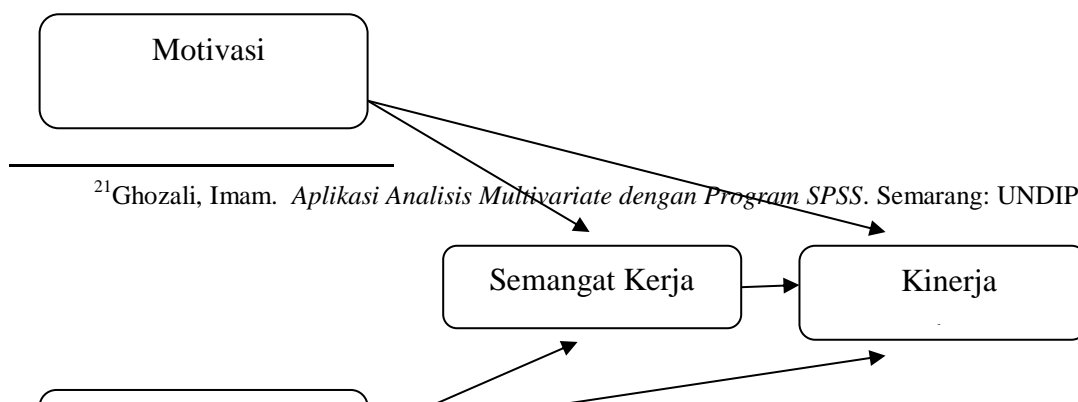 Motivasi
21Ghozali, Imam. Aplikasi Analisis Multivariate dengan Program SPSS. Semarang: UNDIP
Semangat Kerja
Kinerja